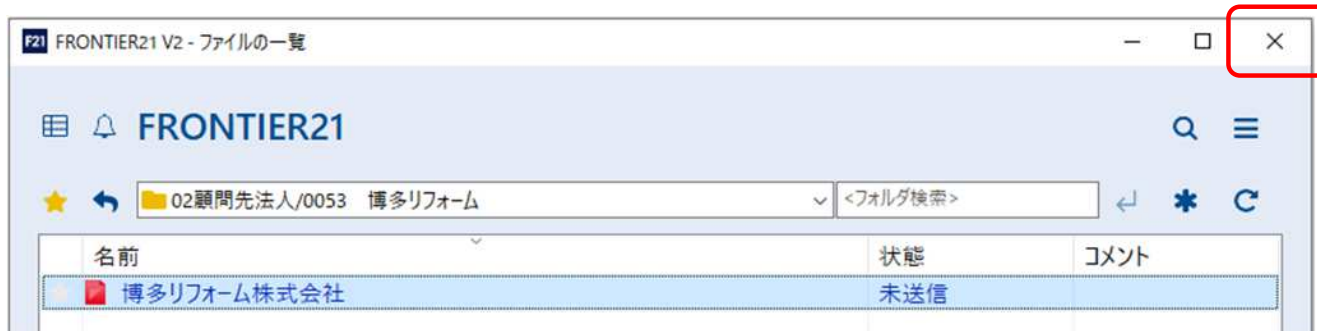 F21 FRONTIER21 V2 - ファイルの一覧
FRONTIER21
02顧問先法人/0053　博多リフォーム <フォルダ検索>
名前 状態 コメント
博多リフォーム株式会社 未送信